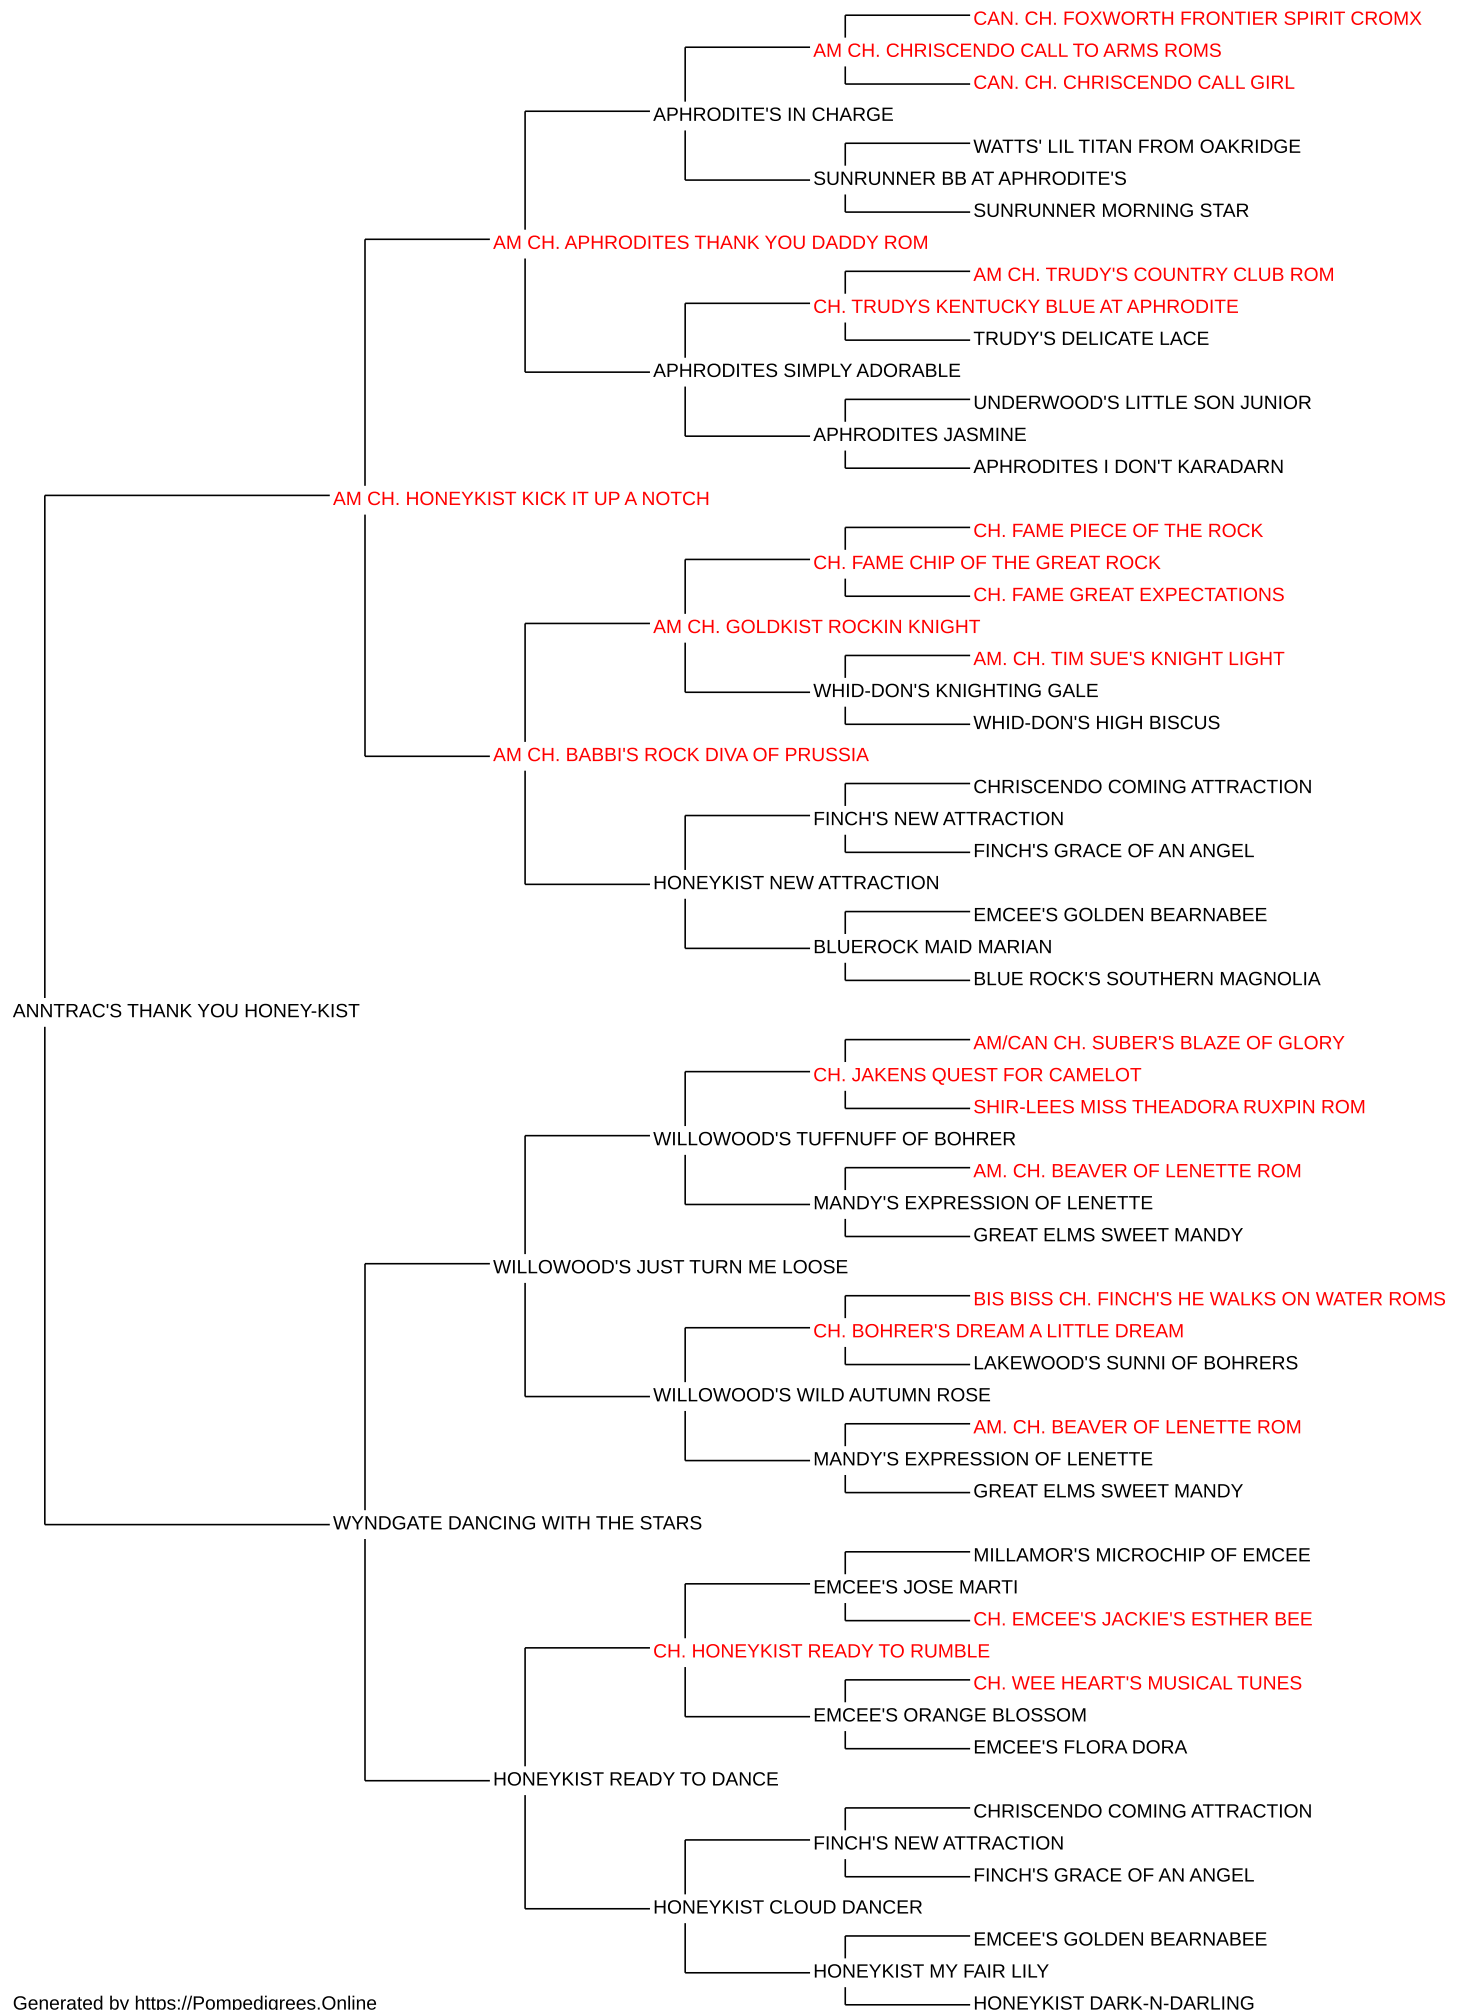 CAN. CH. FOXWORTH FRONTIER SPIRIT CROMX
AM CH. CHRISCENDO CALL TO ARMS ROMS
CAN. CH. CHRISCENDO CALL GIRL
APHRODITE'S IN CHARGE
WATTS' LIL TITAN FROM OAKRIDGE
SUNRUNNER BB AT APHRODITE'S
SUNRUNNER MORNING STAR
AM CH. APHRODITES THANK YOU DADDY ROM
AM CH. TRUDY'S COUNTRY CLUB ROM
CH. TRUDYS KENTUCKY BLUE AT APHRODITE
TRUDY'S DELICATE LACE
APHRODITES SIMPLY ADORABLE
UNDERWOOD'S LITTLE SON JUNIOR
APHRODITES JASMINE
APHRODITES I DON'T KARADARN
AM CH. HONEYKIST KICK IT UP A NOTCH
CH. FAME PIECE OF THE ROCK
CH. FAME CHIP OF THE GREAT ROCK
CH. FAME GREAT EXPECTATIONS
AM CH. GOLDKIST ROCKIN KNIGHT
AM. CH. TIM SUE'S KNIGHT LIGHT
WHID-DON'S KNIGHTING GALE
WHID-DON'S HIGH BISCUS
AM CH. BABBI'S ROCK DIVA OF PRUSSIA
CHRISCENDO COMING ATTRACTION
FINCH'S NEW ATTRACTION
FINCH'S GRACE OF AN ANGEL
HONEYKIST NEW ATTRACTION
EMCEE'S GOLDEN BEARNABEE
BLUEROCK MAID MARIAN
BLUE ROCK'S SOUTHERN MAGNOLIA
ANNTRAC'S THANK YOU HONEY-KIST
AM/CAN CH. SUBER'S BLAZE OF GLORY
CH. JAKENS QUEST FOR CAMELOT
SHIR-LEES MISS THEADORA RUXPIN ROM
WILLOWOOD'S TUFFNUFF OF BOHRER
AM. CH. BEAVER OF LENETTE ROM
MANDY'S EXPRESSION OF LENETTE
GREAT ELMS SWEET MANDY
WILLOWOOD'S JUST TURN ME LOOSE
BIS BISS CH. FINCH'S HE WALKS ON WATER ROMS
CH. BOHRER'S DREAM A LITTLE DREAM
LAKEWOOD'S SUNNI OF BOHRERS
WILLOWOOD'S WILD AUTUMN ROSE
AM. CH. BEAVER OF LENETTE ROM
MANDY'S EXPRESSION OF LENETTE
GREAT ELMS SWEET MANDY
WYNDGATE DANCING WITH THE STARS
MILLAMOR'S MICROCHIP OF EMCEE
EMCEE'S JOSE MARTI
CH. EMCEE'S JACKIE'S ESTHER BEE
CH. HONEYKIST READY TO RUMBLE
CH. WEE HEART'S MUSICAL TUNES
EMCEE'S ORANGE BLOSSOM
EMCEE'S FLORA DORA
HONEYKIST READY TO DANCE
CHRISCENDO COMING ATTRACTION
FINCH'S NEW ATTRACTION
FINCH'S GRACE OF AN ANGEL
HONEYKIST CLOUD DANCER
EMCEE'S GOLDEN BEARNABEE
HONEYKIST MY FAIR LILY
HONEYKIST DARK-N-DARLING
Generated by https://Pompedigrees.Online